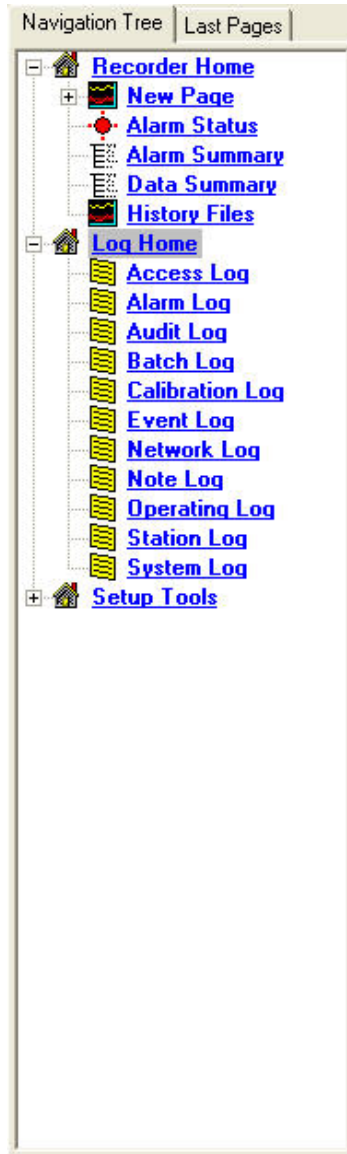 Navigation Tree Last Pages
Recorder Home
New Page
Alarm Status
Alarm Summary
Data Summary
History Files
Log Home
Access Log
Alarm Log
Audit Log
Batch Log
Calibration Log
Event Log
Network Log
Note Log
Operating Log
Station Log
System Log
Setup Tools